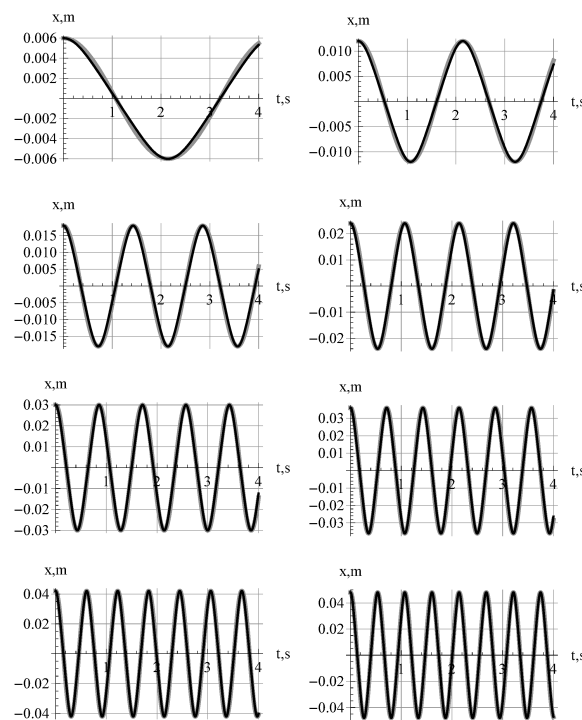 x,m
0.006
0.004
0.002
−0.002
−0.004
−0.006
1 2 3 4
t,s
x,m
0.010
0.005
−0.005
−0.010
1 2 3 4
t,s
x,m
0.015
0.010
0.005
−0.005
−0.010
−0.015
1 2 3 4
t,s
x,m
0.02
0.01
−0.01
−0.02
1 2 3 4
t,s
x,m
0.03
0.02
0.01
−0.01
−0.02
−0.03
1 2 3 4
t,s
x,m
0.03
0.02
0.01
−0.01
−0.02
−0.03
1 2 3 4
t,s
x,m
0.04
0.02
−0.02
−0.04
1 2 3 4
t,s
x,m
0.04
0.02
−0.02
−0.04
1 2 3 4
t,s